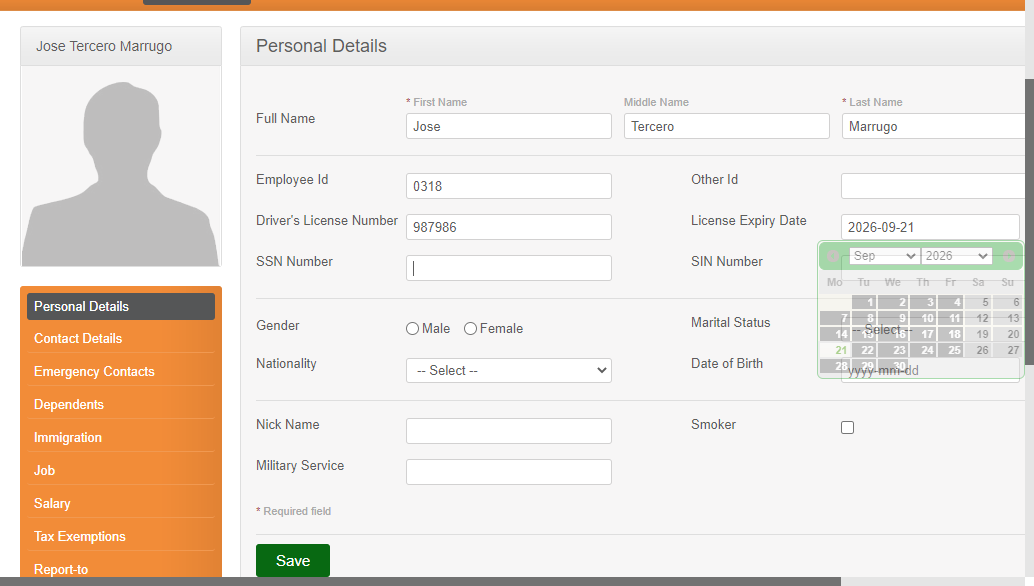 Jose Tercero Marrugo
Personal Details
* First Name
Middle Name
* Last Name
Full Name
Jose
Tercero
Marrugo
Employee Id
0318
Other Id
Driver's License Number
987986
License Expiry Date
2026-09-21
SSN Number
SIN Number
Sep
2026
Mo Tu We Th Fr Sa Su
1 2 3 4 5 6
7 8 9 10 11 12 13
14 15 16 17 18 19 20
21 22 23 24 25 26 27
28 29 30
Gender
Male
Female
Marital Status
-- Select --
Nationality
-- Select --
Date of Birth
yyyy-mm-dd
Nick Name
Smoker
Military Service
* Required field
Save
Personal Details
Contact Details
Emergency Contacts
Dependents
Immigration
Job
Salary
Tax Exemptions
Report-to